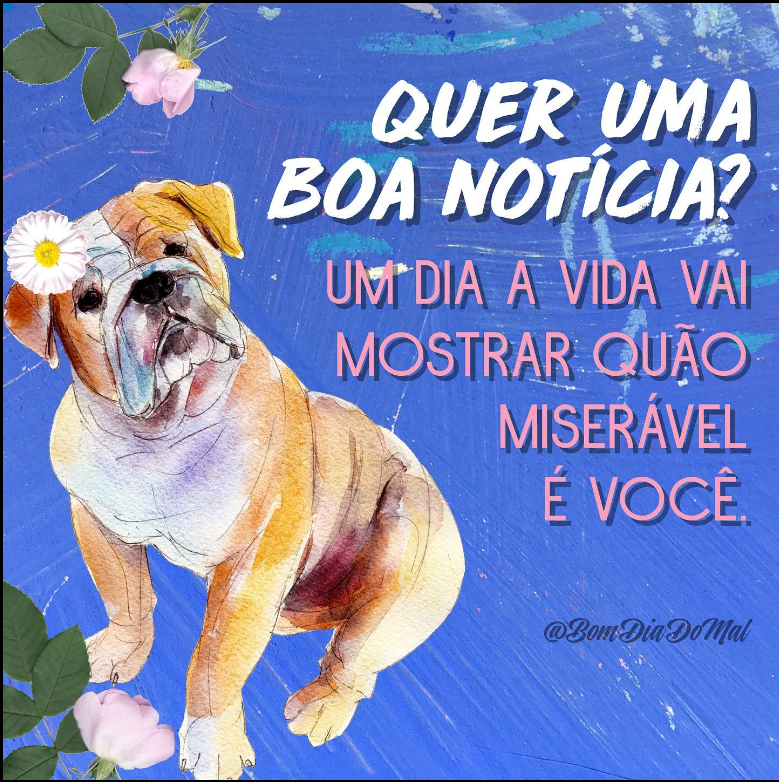 QUER UMA
BOA NOTÍCIA?
UM DIA A VIDA VAI
MOSTRAR QUÃO
MISERÁVEL
É VOCÊ.
@BomDiaDoMal